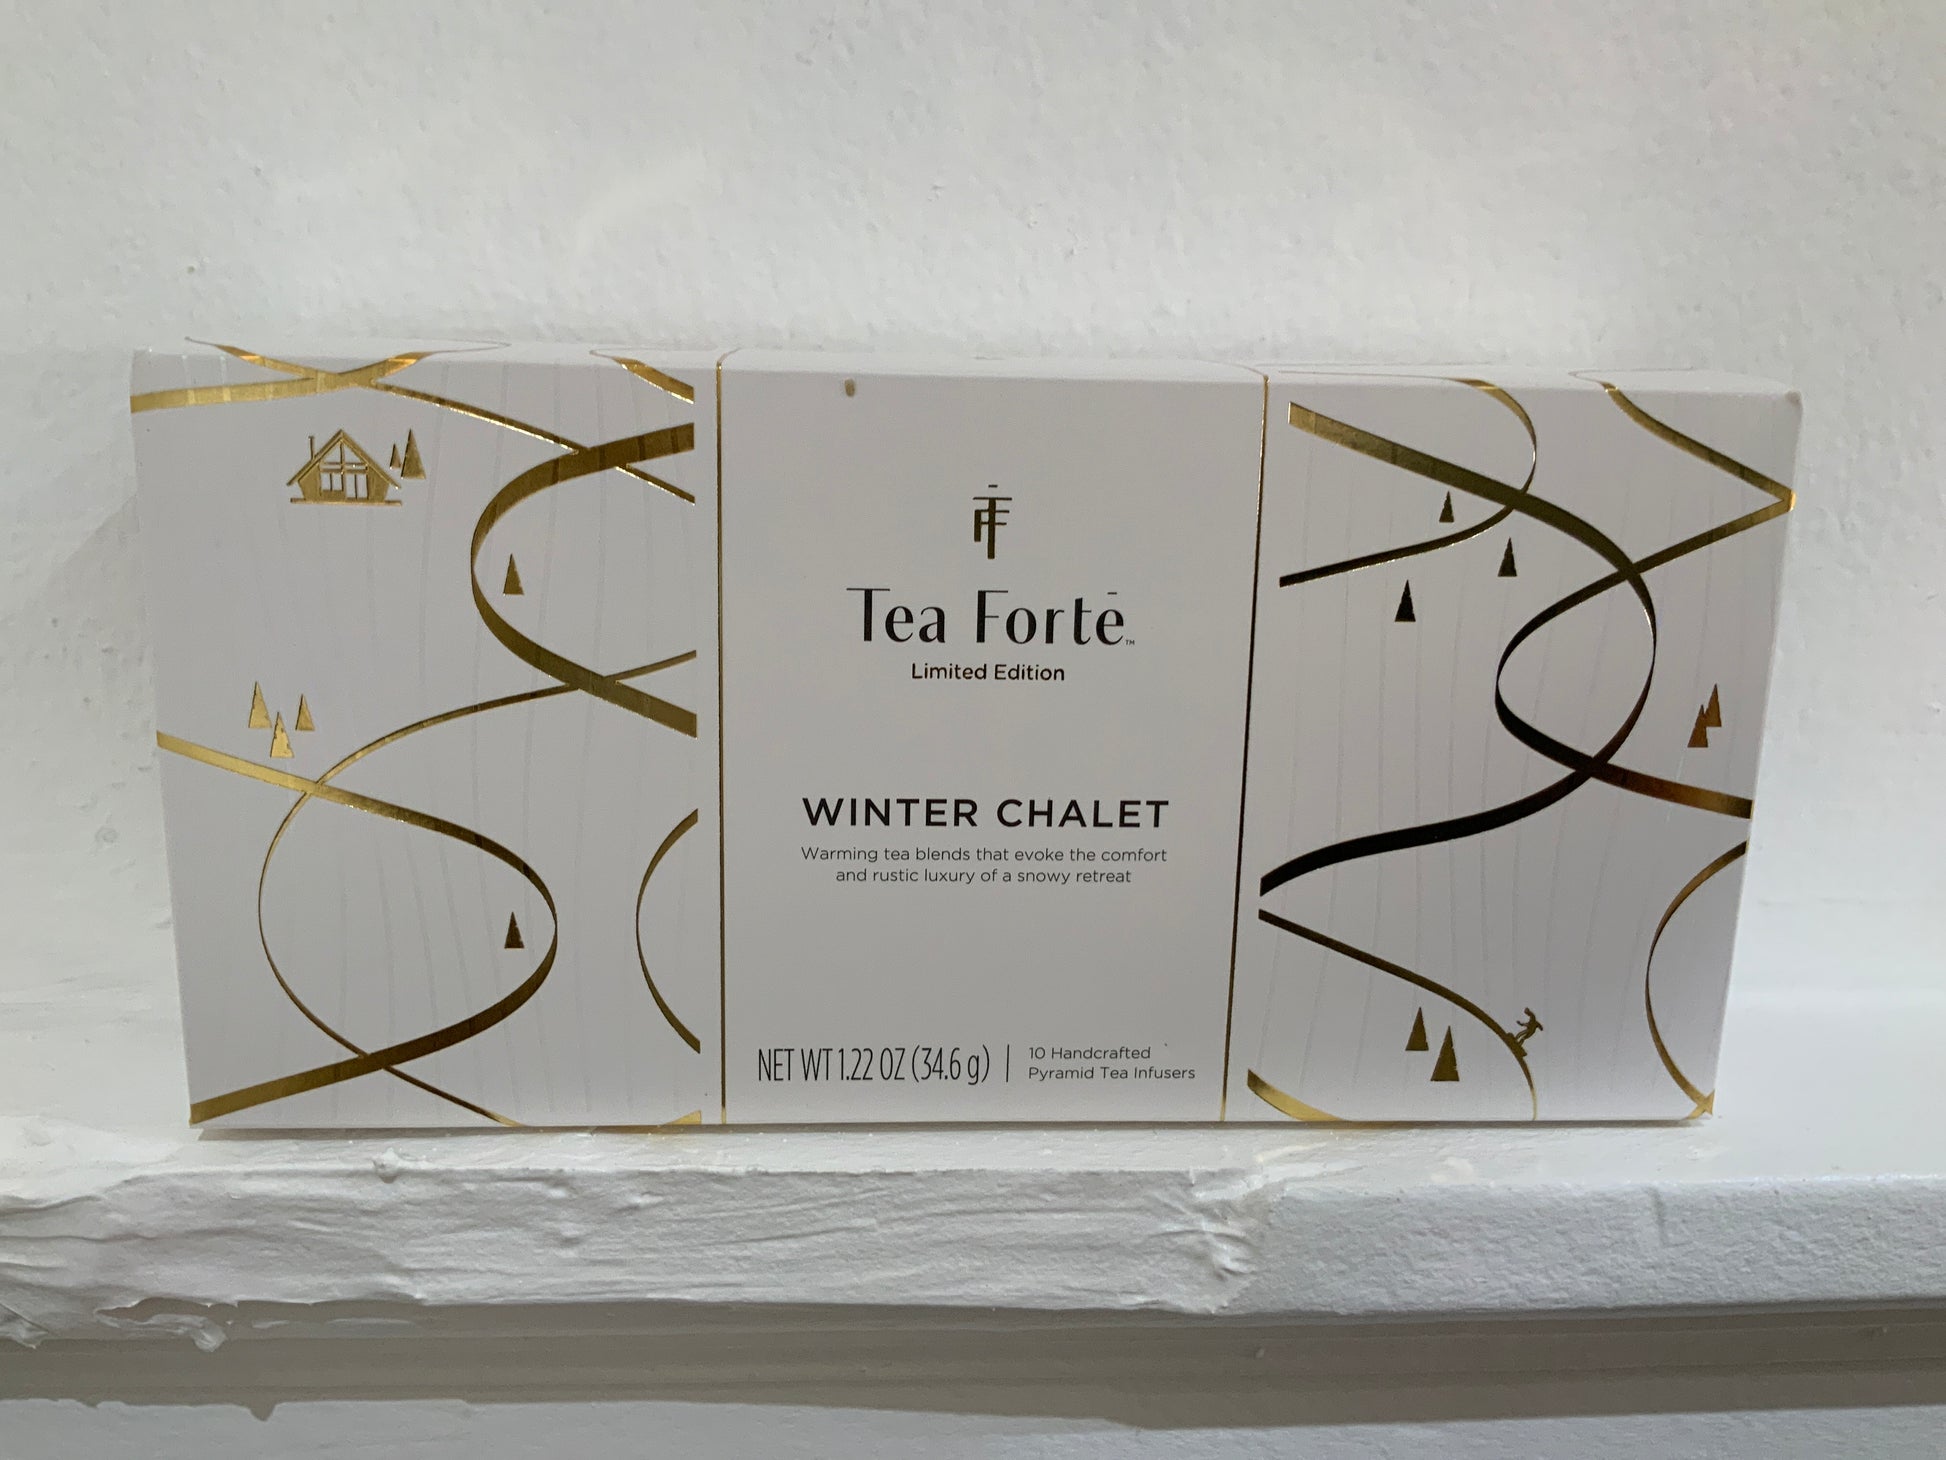 Tea Fortē™
Limited Edition
WINTER CHALET
Warming tea blends that evoke the comfort
and rustic luxury of a snowy retreat
NET WT 1.22 OZ (34.6 g) | 10 Handcrafted
Pyramid Tea Infusers